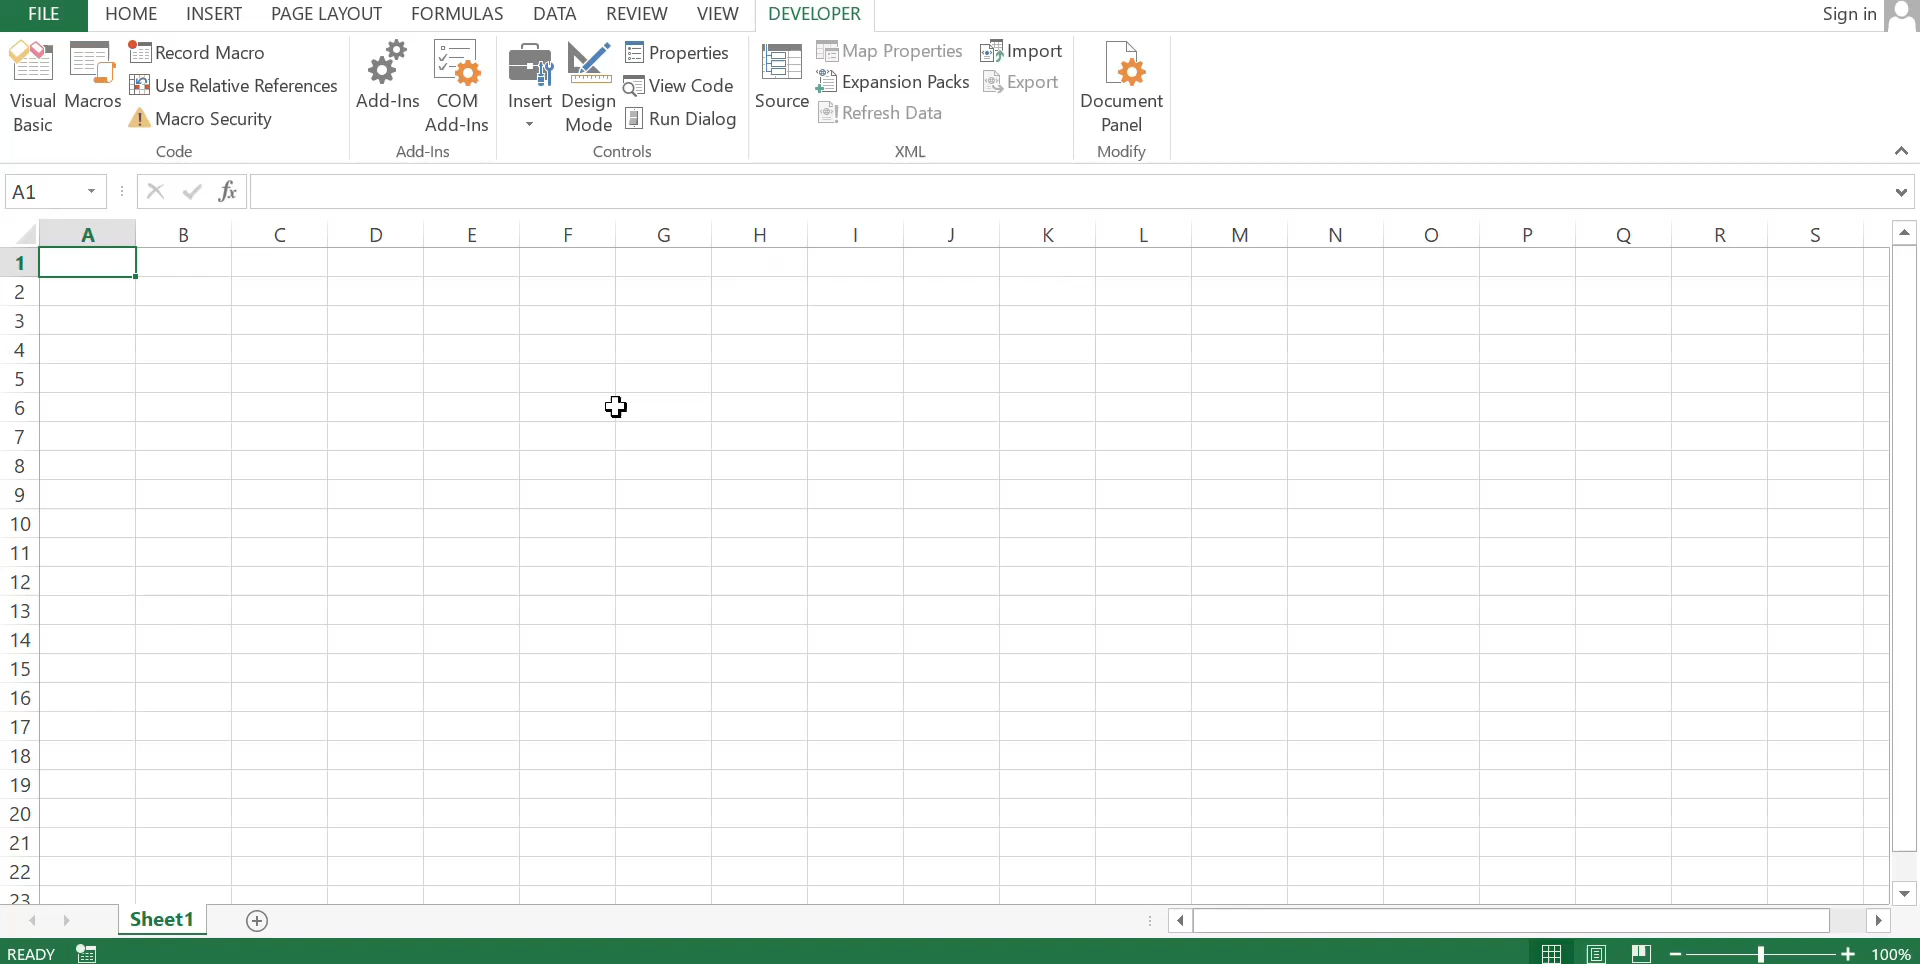 FILE HOME INSERT PAGE LAYOUT FORMULAS DATA REVIEW VIEW DEVELOPER Sign in
Visual Basic
Macros
Record Macro
Use Relative References
Macro Security
Code
Add-Ins
COM Add-Ins
Add-Ins
Insert
Design Mode
Properties
View Code
Run Dialog
Controls
Source
Map Properties
Expansion Packs
Refresh Data
Import
Export
XML
Document Panel
Modify
A1 fx
A B C D E F G H I J K L M N O P Q R S
1
2
3
4
5
6
7
8
9
10
11
12
13
14
15
16
17
18
19
20
21
22
23
Sheet1
READY 100%